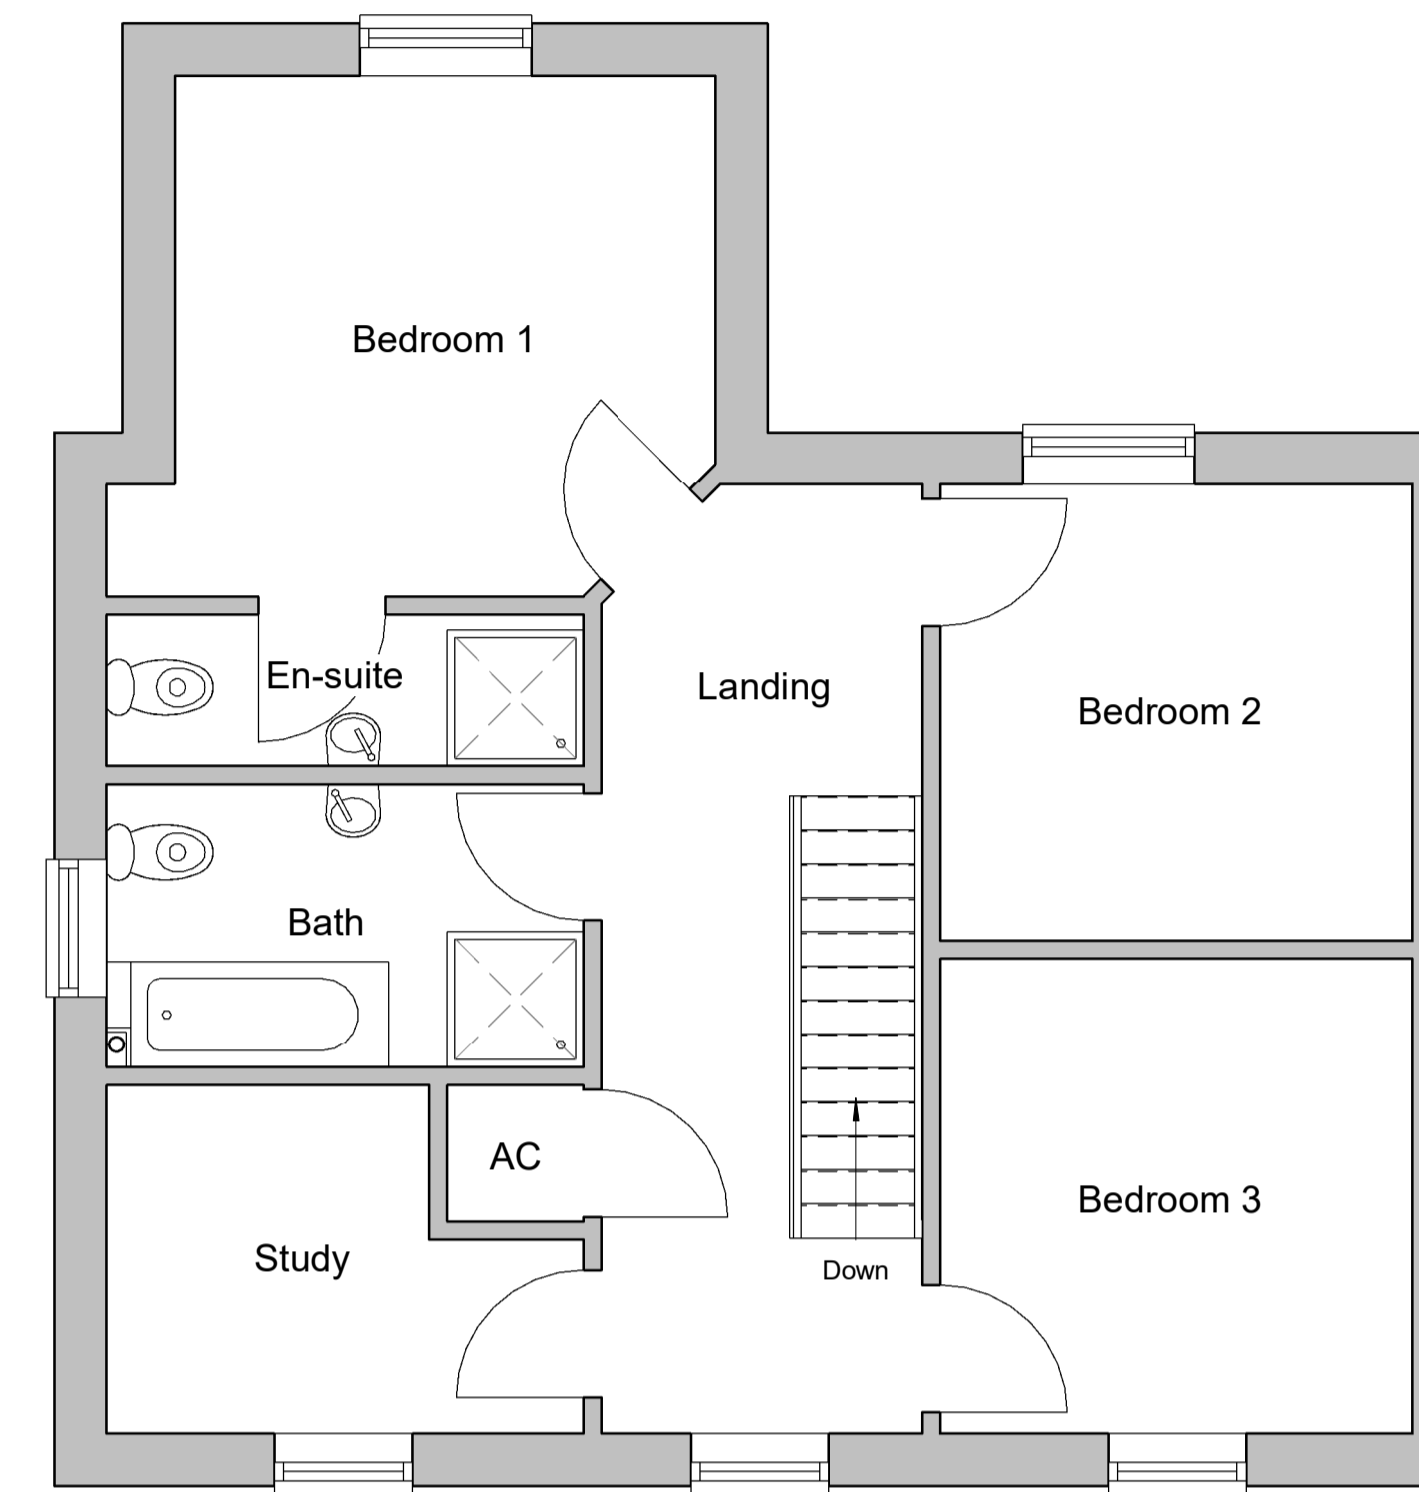 Bedroom 1
En-suite
Landing
Bedroom 2
Bath
AC
Bedroom 3
Study
Down